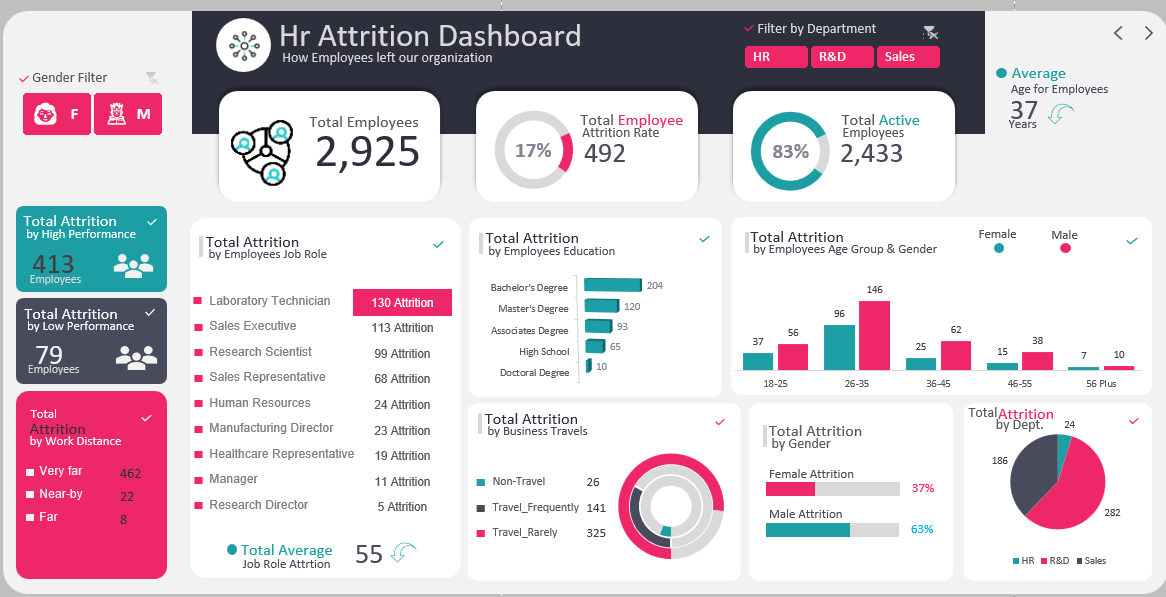 Hr Attrition Dashboard
How Employees left our organization
Filter by Department
HR
R&D
Sales
Gender Filter
F
M
Average
Age for Employees
37
Years
Total Employees
2,925
17%
Total Employee
Attrition Rate
492
83%
Total Active
Employees
2,433
Total Attrition
by High Performance
413
Employees
Total Attrition
by Low Performance
79
Employees
Total
Attrition
by Work Distance
Very far 462
Near-by 22
Far 8
Total Attrition
by Employees Job Role
Laboratory Technician 130 Attrition
Sales Executive 113 Attrition
Research Scientist 99 Attrition
Sales Representative 68 Attrition
Human Resources 24 Attrition
Manufacturing Director 23 Attrition
Healthcare Representative 19 Attrition
Manager 11 Attrition
Research Director 5 Attrition
Total Average
Job Role Attrtion
55
Total Attrition
by Employees Education
Bachelor's Degree 204
Master's Degree 120
Associates Degree 93
High School 65
Doctoral Degree 10
Total Attrition
by Employees Age Group & Gender
Female
Male
37 56 96 146 25 62 15 38 7 10
18-25 26-35 36-45 46-55 56 Plus
Total Attrition
by Business Travels
Non-Travel 26
Travel_Frequently 141
Travel_Rarely 325
Total Attrition
by Gender
Female Attrition
37%
Male Attrition
63%
Total Attrition
by Dept.
24
186
282
HR R&D Sales